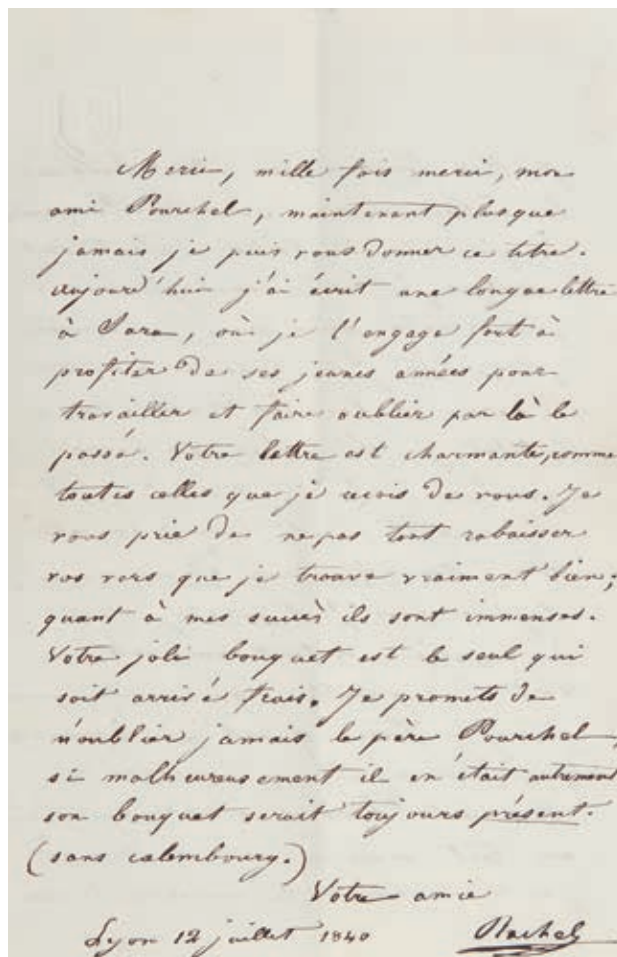 Merci, mille fois merci, mon
ami Pourchel, maintenant plus que
jamais je puis vous donner ce titre.
aujourd'hui j'ai écrit une longue lettre
à Sara, où je l'engage fort à
profiter de ses jeunes années pour
travailler et faire oublier par là le
passé. Votre lettre est charmante, comme
toutes celles que je recois de vous. Je
vous prie de ne pas tant rabaisser
vos vers que je trouve vraiment bien;
quant à mes succès ils sont immenses.
Votre joli bouquet est le seul qui
soit arrivé frais. Je promets de
n'oublier jamais le père Pourchel,
si malheureusement il en était autrement
son bouquet serait toujours présent.
(sans calembourg.)
Votre amie
Lyon 12 juillet 1840 Rachel